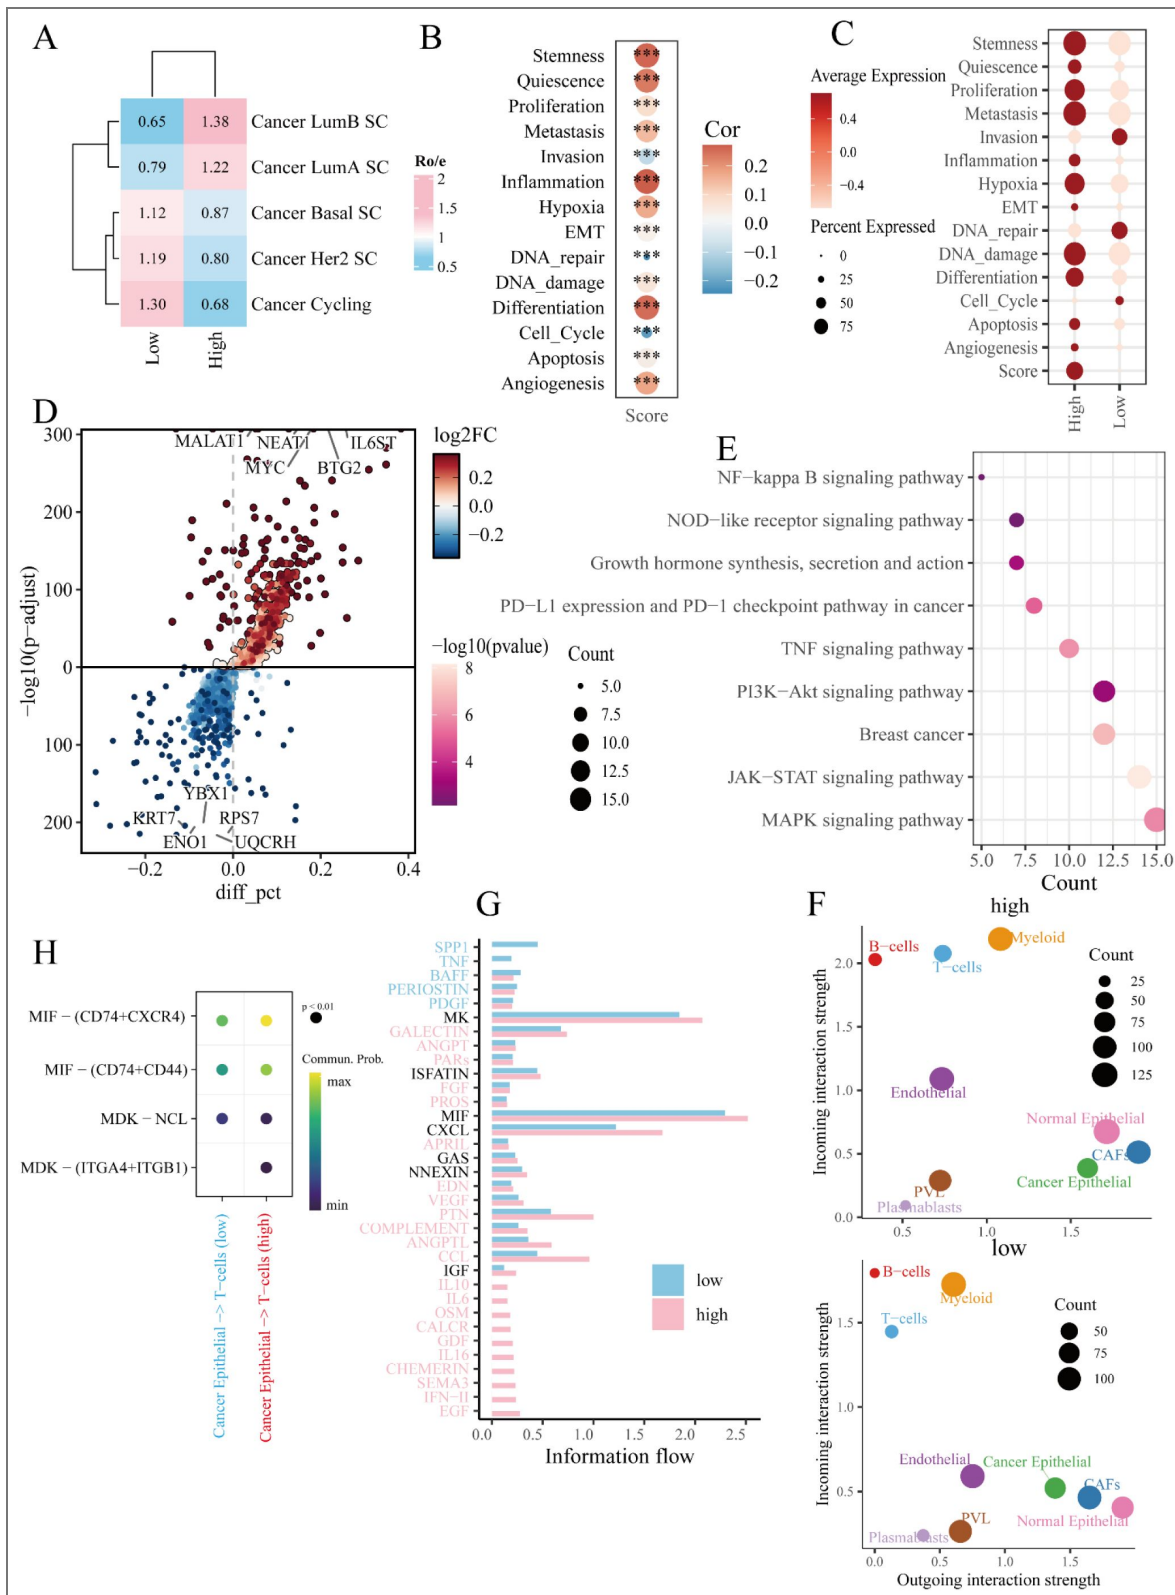 A
0.65
1.38
Cancer LumB SC
0.79
1.22
Cancer LumA SC
1.12
0.87
Cancer Basal SC
1.19
0.80
Cancer Her2 SC
1.30
0.68
Cancer Cycling
Low
High
Ro/e
2
1.5
1
0.5
B
Stemness
***
Quiescence
***
Proliferation
***
Metastasis
***
Invasion
***
Inflammation
***
Hypoxia
***
EMT
***
DNA_repair
***
DNA_damage
***
Differentiation
***
Cell_Cycle
***
Apoptosis
***
Angiogenesis
***
Score
Cor
0.2
0.1
0.0
−0.1
−0.2
C
Average Expression
0.4
0.0
−0.4
Percent Expressed
0
25
50
75
Stemness
Quiescence
Proliferation
Metastasis
Invasion
Inflammation
Hypoxia
EMT
DNA_repair
DNA_damage
Differentiation
Cell_Cycle
Apoptosis
Angiogenesis
Score
High
Low
D
−log10(p−adjust)
300
200
100
0
100
200
MALAT1
NEAT1
IL6ST
MYC
BTG2
YBX1
KRT7
RPS7
ENO1
UQCRH
−0.2
0.0
0.2
0.4
diff_pct
log2FC
0.2
0.0
−0.2
E
−log10(pvalue)
8
6
4
Count
5.0
7.5
10.0
12.5
15.0
NF−kappa B signaling pathway
NOD−like receptor signaling pathway
Growth hormone synthesis, secretion and action
PD−L1 expression and PD−1 checkpoint pathway in cancer
TNF signaling pathway
PI3K−Akt signaling pathway
Breast cancer
JAK−STAT signaling pathway
MAPK signaling pathway
5.0
7.5
10.0
12.5
15.0
Count
H
MIF − (CD74+CXCR4)
MIF − (CD74+CD44)
MDK − NCL
MDK − (ITGA4+ITGB1)
Cancer Epithelial −> T−cells (low)
Cancer Epithelial −> T−cells (high)
p < 0.01
Commun. Prob.
max
min
G
SPP1
TNF
BAFF
PERIOSTIN
PDGF
MK
GALECTIN
ANGPT
PARs
ISFATIN
FGF
PROS
MIF
CXCL
APRIL
GAS
NNEXIN
EDN
VEGF
PTN
COMPLEMENT
ANGPTL
CCL
IGF
IL10
IL6
OSM
CALCR
GDF
IL16
CHEMERIN
SEMA3
IFN−II
EGF
low
high
0.0
0.5
1.0
1.5
2.0
2.5
Information flow
F
high
Incoming interaction strength
2.0
1.5
1.0
0.5
0.0
B−cells
T−cells
Myeloid
Endothelial
Normal Epithelial
CAFs
Cancer Epithelial
PVL
Plasmablasts
Count
25
50
75
100
125
0.5
1.0
1.5
low
Incoming interaction strength
1.5
1.0
0.5
B−cells
Myeloid
T−cells
Endothelial
Cancer Epithelial
CAFs
Normal Epithelial
PVL
Plasmablasts
Count
50
75
100
0.0
0.5
1.0
1.5
Outgoing interaction strength